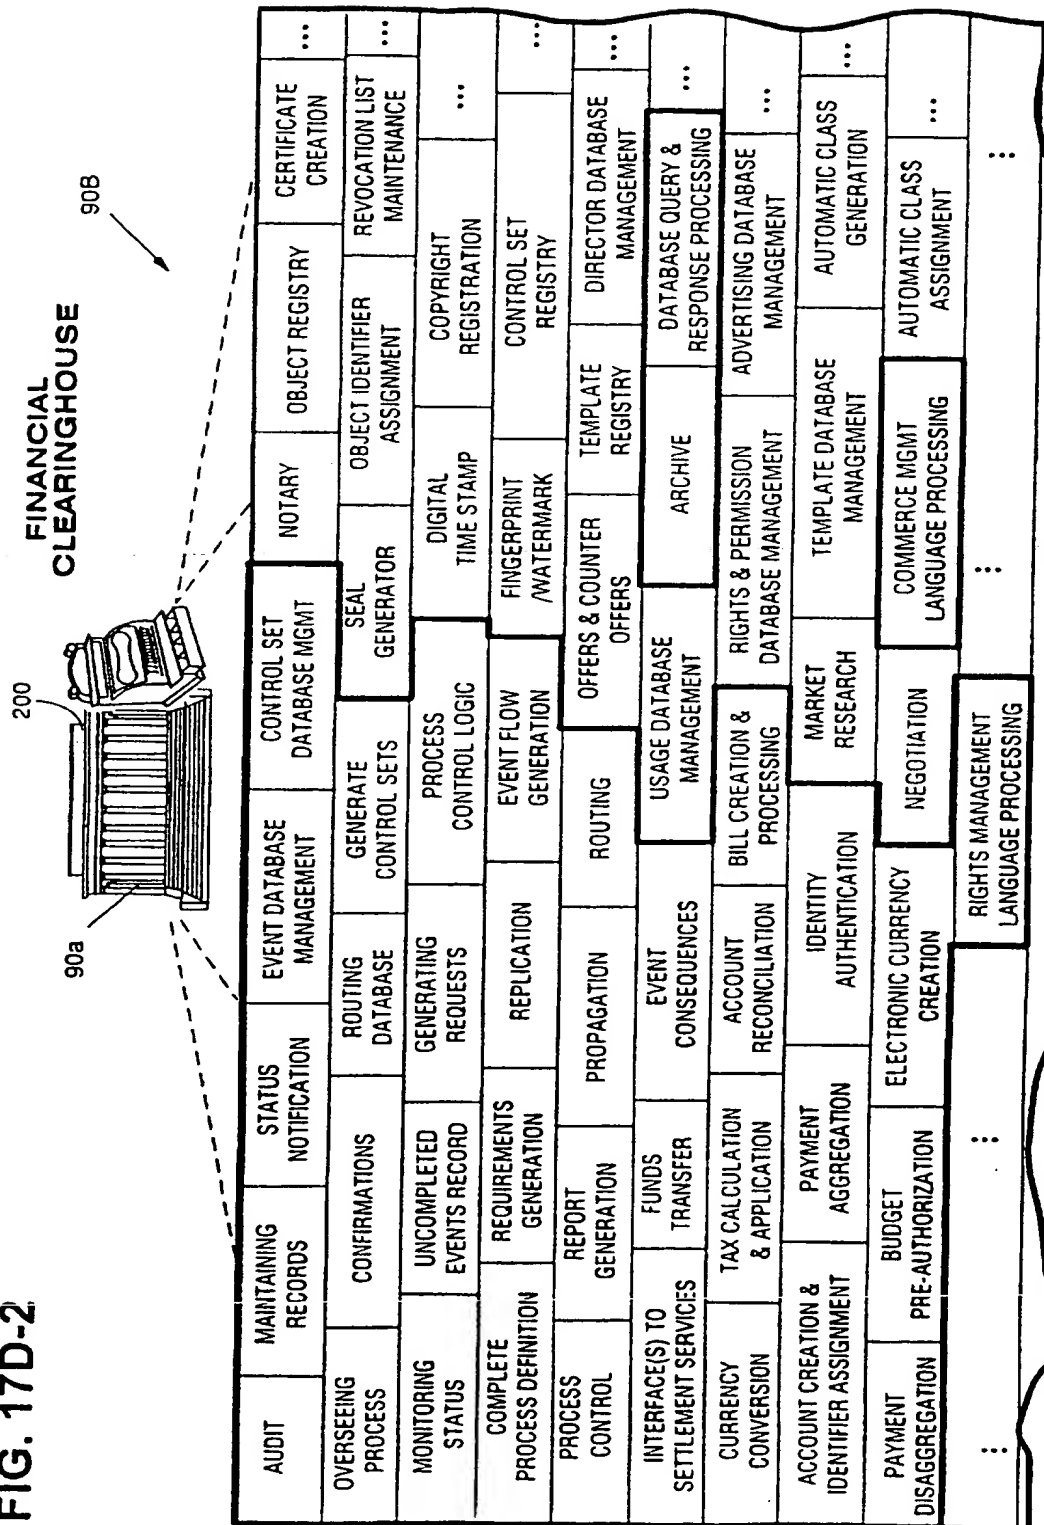 FIG. 17D-2
FINANCIAL
CLEARINGHOUSE
200
90a
90B
AUDIT
MAINTAINING
RECORDS
STATUS
NOTIFICATION
EVENT DATABASE
MANAGEMENT
CONTROL SET
DATABASE MGMT
NOTARY
OBJECT REGISTRY
CERTIFICATE
CREATION
...
OVERSEEING
PROCESS
CONFIRMATIONS
ROUTING
DATABASE
GENERATE
CONTROL SETS
SEAL
GENERATOR
OBJECT IDENTIFIER
ASSIGNMENT
REVOCATION LIST
MAINTENANCE
...
MONITORING
STATUS
UNCOMPLETED
EVENTS RECORD
GENERATING
REQUESTS
PROCESS
CONTROL LOGIC
DIGITAL
TIME STAMP
COPYRIGHT
REGISTRATION
...
COMPLETE
PROCESS DEFINITION
REQUIREMENTS
GENERATION
REPLICATION
EVENT FLOW
GENERATION
FINGERPRINT
/WATERMARK
CONTROL SET
REGISTRY
...
PROCESS
CONTROL
REPORT
GENERATION
PROPAGATION
ROUTING
OFFERS & COUNTER
OFFERS
TEMPLATE
REGISTRY
DIRECTOR DATABASE
MANAGEMENT
...
INTERFACE(S) TO
SETTLEMENT SERVICES
FUNDS
TRANSFER
EVENT
CONSEQUENCES
USAGE DATABASE
MANAGEMENT
ARCHIVE
DATABASE QUERY &
RESPONSE PROCESSING
...
CURRENCY
CONVERSION
TAX CALCULATION
& APPLICATION
ACCOUNT
RECONCILIATION
BILL CREATION &
PROCESSING
RIGHTS & PERMISSION
DATABASE MANAGEMENT
ADVERTISING DATABASE
MANAGEMENT
...
ACCOUNT CREATION &
IDENTIFIER ASSIGNMENT
PAYMENT
AGGREGATION
IDENTITY
AUTHENTICATION
MARKET
RESEARCH
TEMPLATE DATABASE
MANAGEMENT
AUTOMATIC CLASS
GENERATION
...
PAYMENT
DISAGGREGATION
BUDGET
PRE-AUTHORIZATION
ELECTRONIC CURRENCY
CREATION
NEGOTIATION
COMMERCE MGMT
LANGUAGE PROCESSING
AUTOMATIC CLASS
ASSIGNMENT
...
...
...
RIGHTS MANAGEMENT
LANGUAGE PROCESSING
...
...